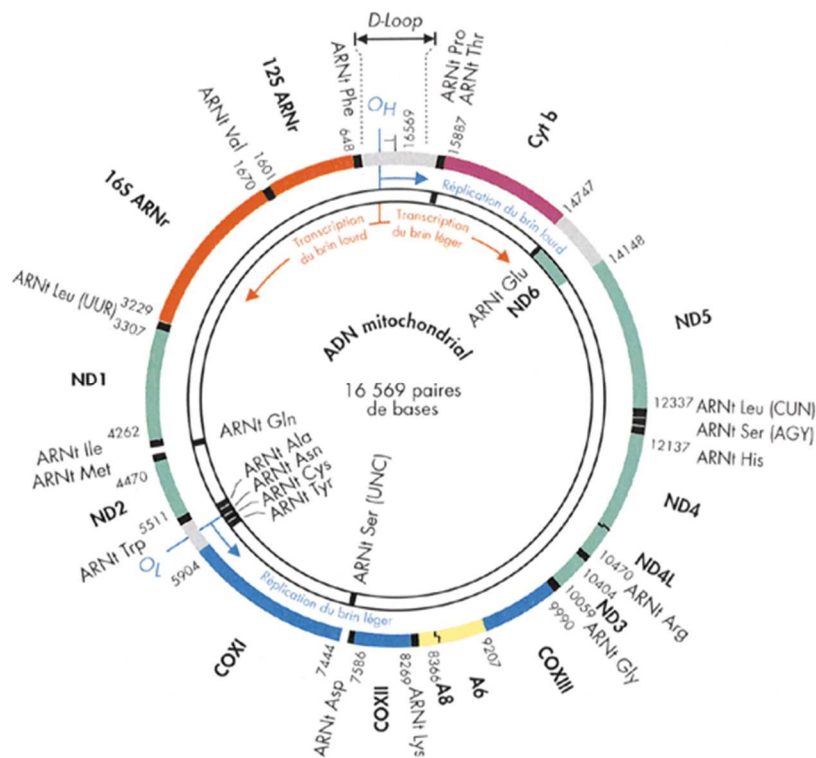 D-Loop
ARNt Phe
OH
16569
ARNt Pro
ARNt Thr
15887
Cyt b
14747
14148
ND5
12337
ARNt Leu (CUN)
ARNt Ser (AGY)
12137
ARNt His
ND4
ND4L
10470
ARNt Arg
10404
ND3
10059
ARNt Gly
9990
COXIII
9207
A6
A8
8366
ARNt Lys
8269
COXII
7586
ARNt Asp
7444
COXI
5904
OL
ARNt Trp
5511
ND2
4470
ARNt Met
ARNt Ile
4262
ND1
3307
3229
ARNt Leu (UUR)
16S ARNr
1670
ARNt Val
1601
12S ARNr
648
Réplication du brin lourd
Transcription
du brin lourd
Transcription
du brin léger
ARNt Glu
ND6
ADN mitochondrial
16 569 paires
de bases
ARNt Gln
ARNt Ala
ARNt Asn
ARNt Cys
ARNt Tyr
ARNt Ser (UNC)
Réplication du brin léger